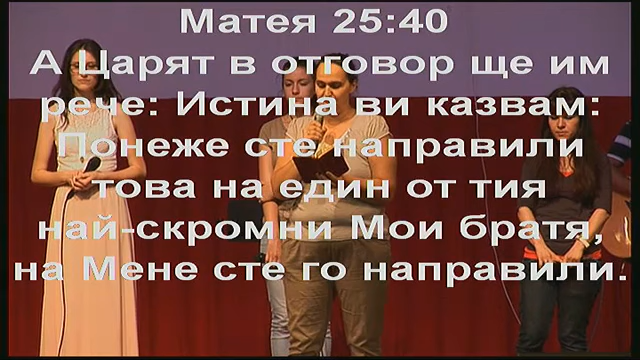 Матея 25:40
А Царят в отговор ще им
рече: Истина ви казвам:
Понеже сте направили
това на един от тия
най-скромни Мои братя,
на Мене сте го направили.